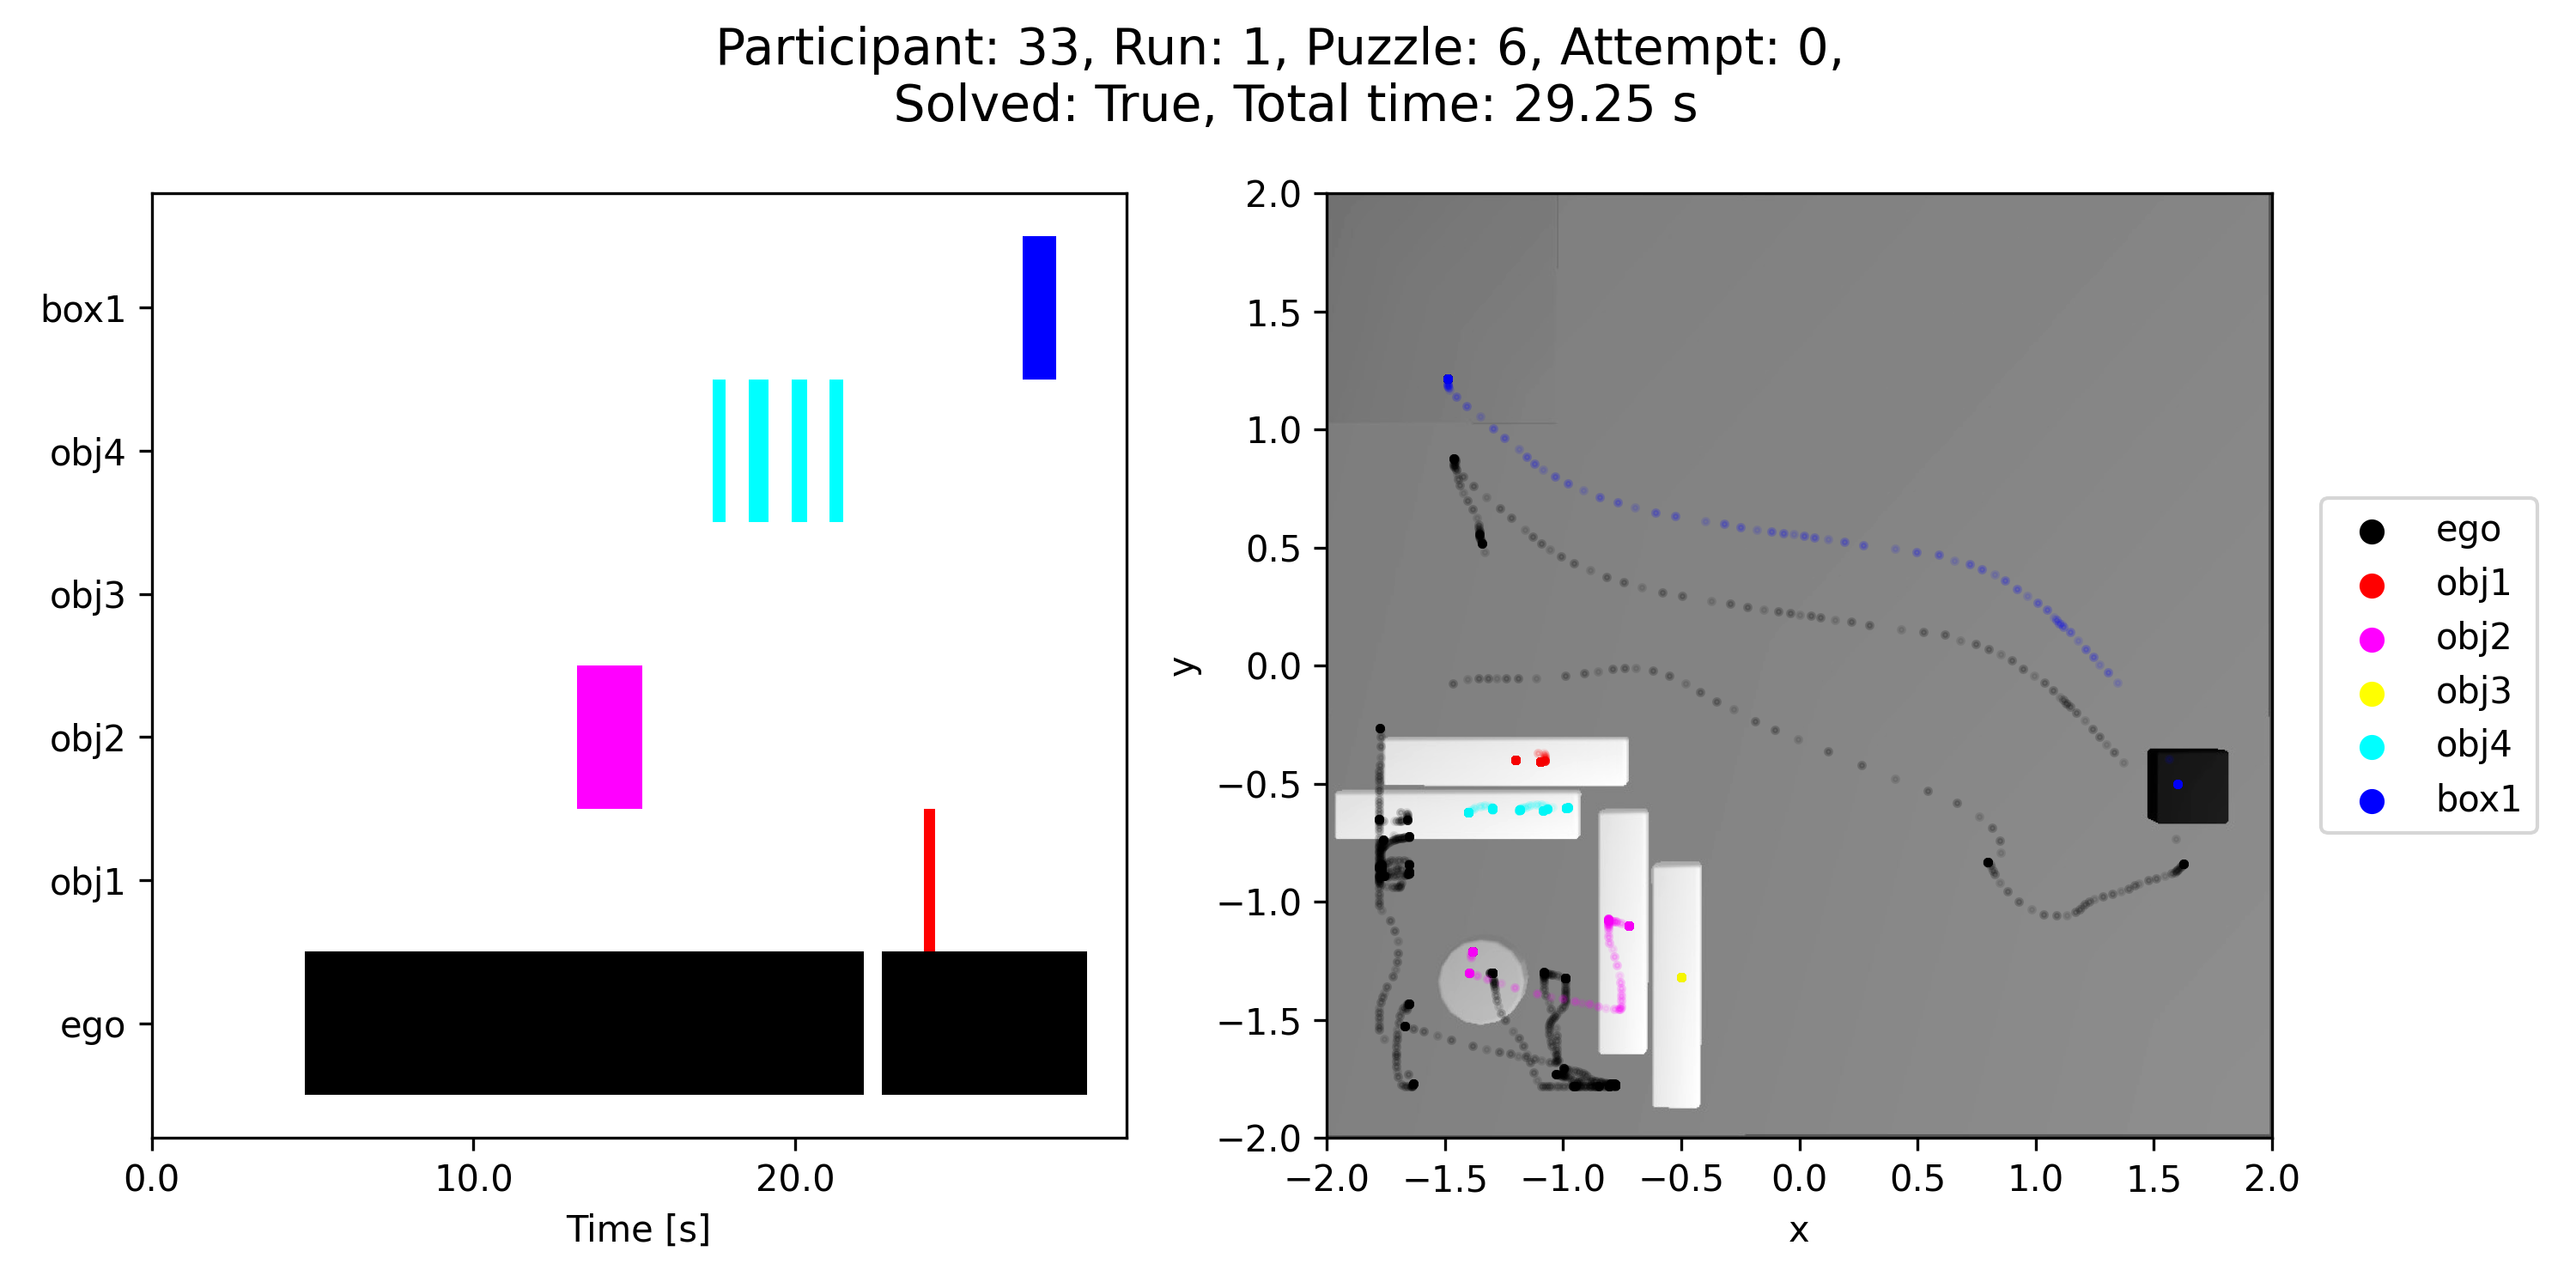 Participant: 33, Run: 1, Puzzle: 6, Attempt: 0,
Solved: True, Total time: 29.25 s
box1
obj4
obj3
obj2
obj1
ego
0.0 10.0 20.0
Time [s]
2.0
1.5
1.0
0.5
0.0
−0.5
−1.0
−1.5
−2.0
y
−2.0 −1.5 −1.0 −0.5 0.0 0.5 1.0 1.5 2.0
x
ego
obj1
obj2
obj3
obj4
box1